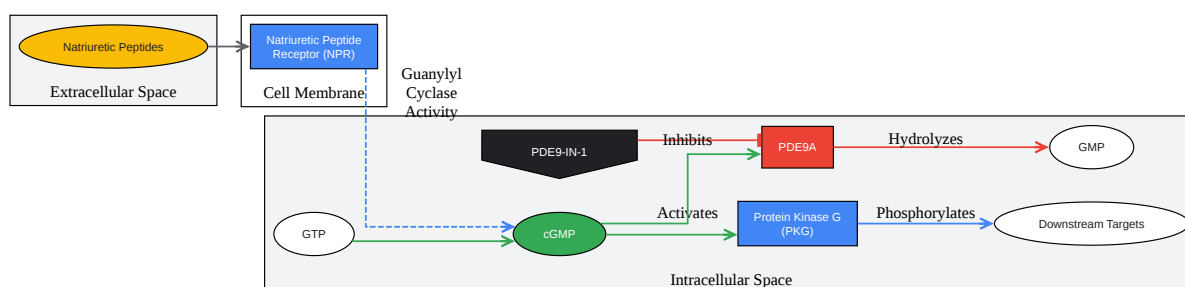 Natriuretic Peptides
Extracellular Space
Natriuretic Peptide
Receptor (NPR)
Cell Membrane
Guanylyl
Cyclase
Activity
PDE9-IN-1
Inhibits
PDE9A
Hydrolyzes
GMP
GTP
cGMP
Activates
Protein Kinase G
(PKG)
Phosphorylates
Downstream Targets
Intracellular Space